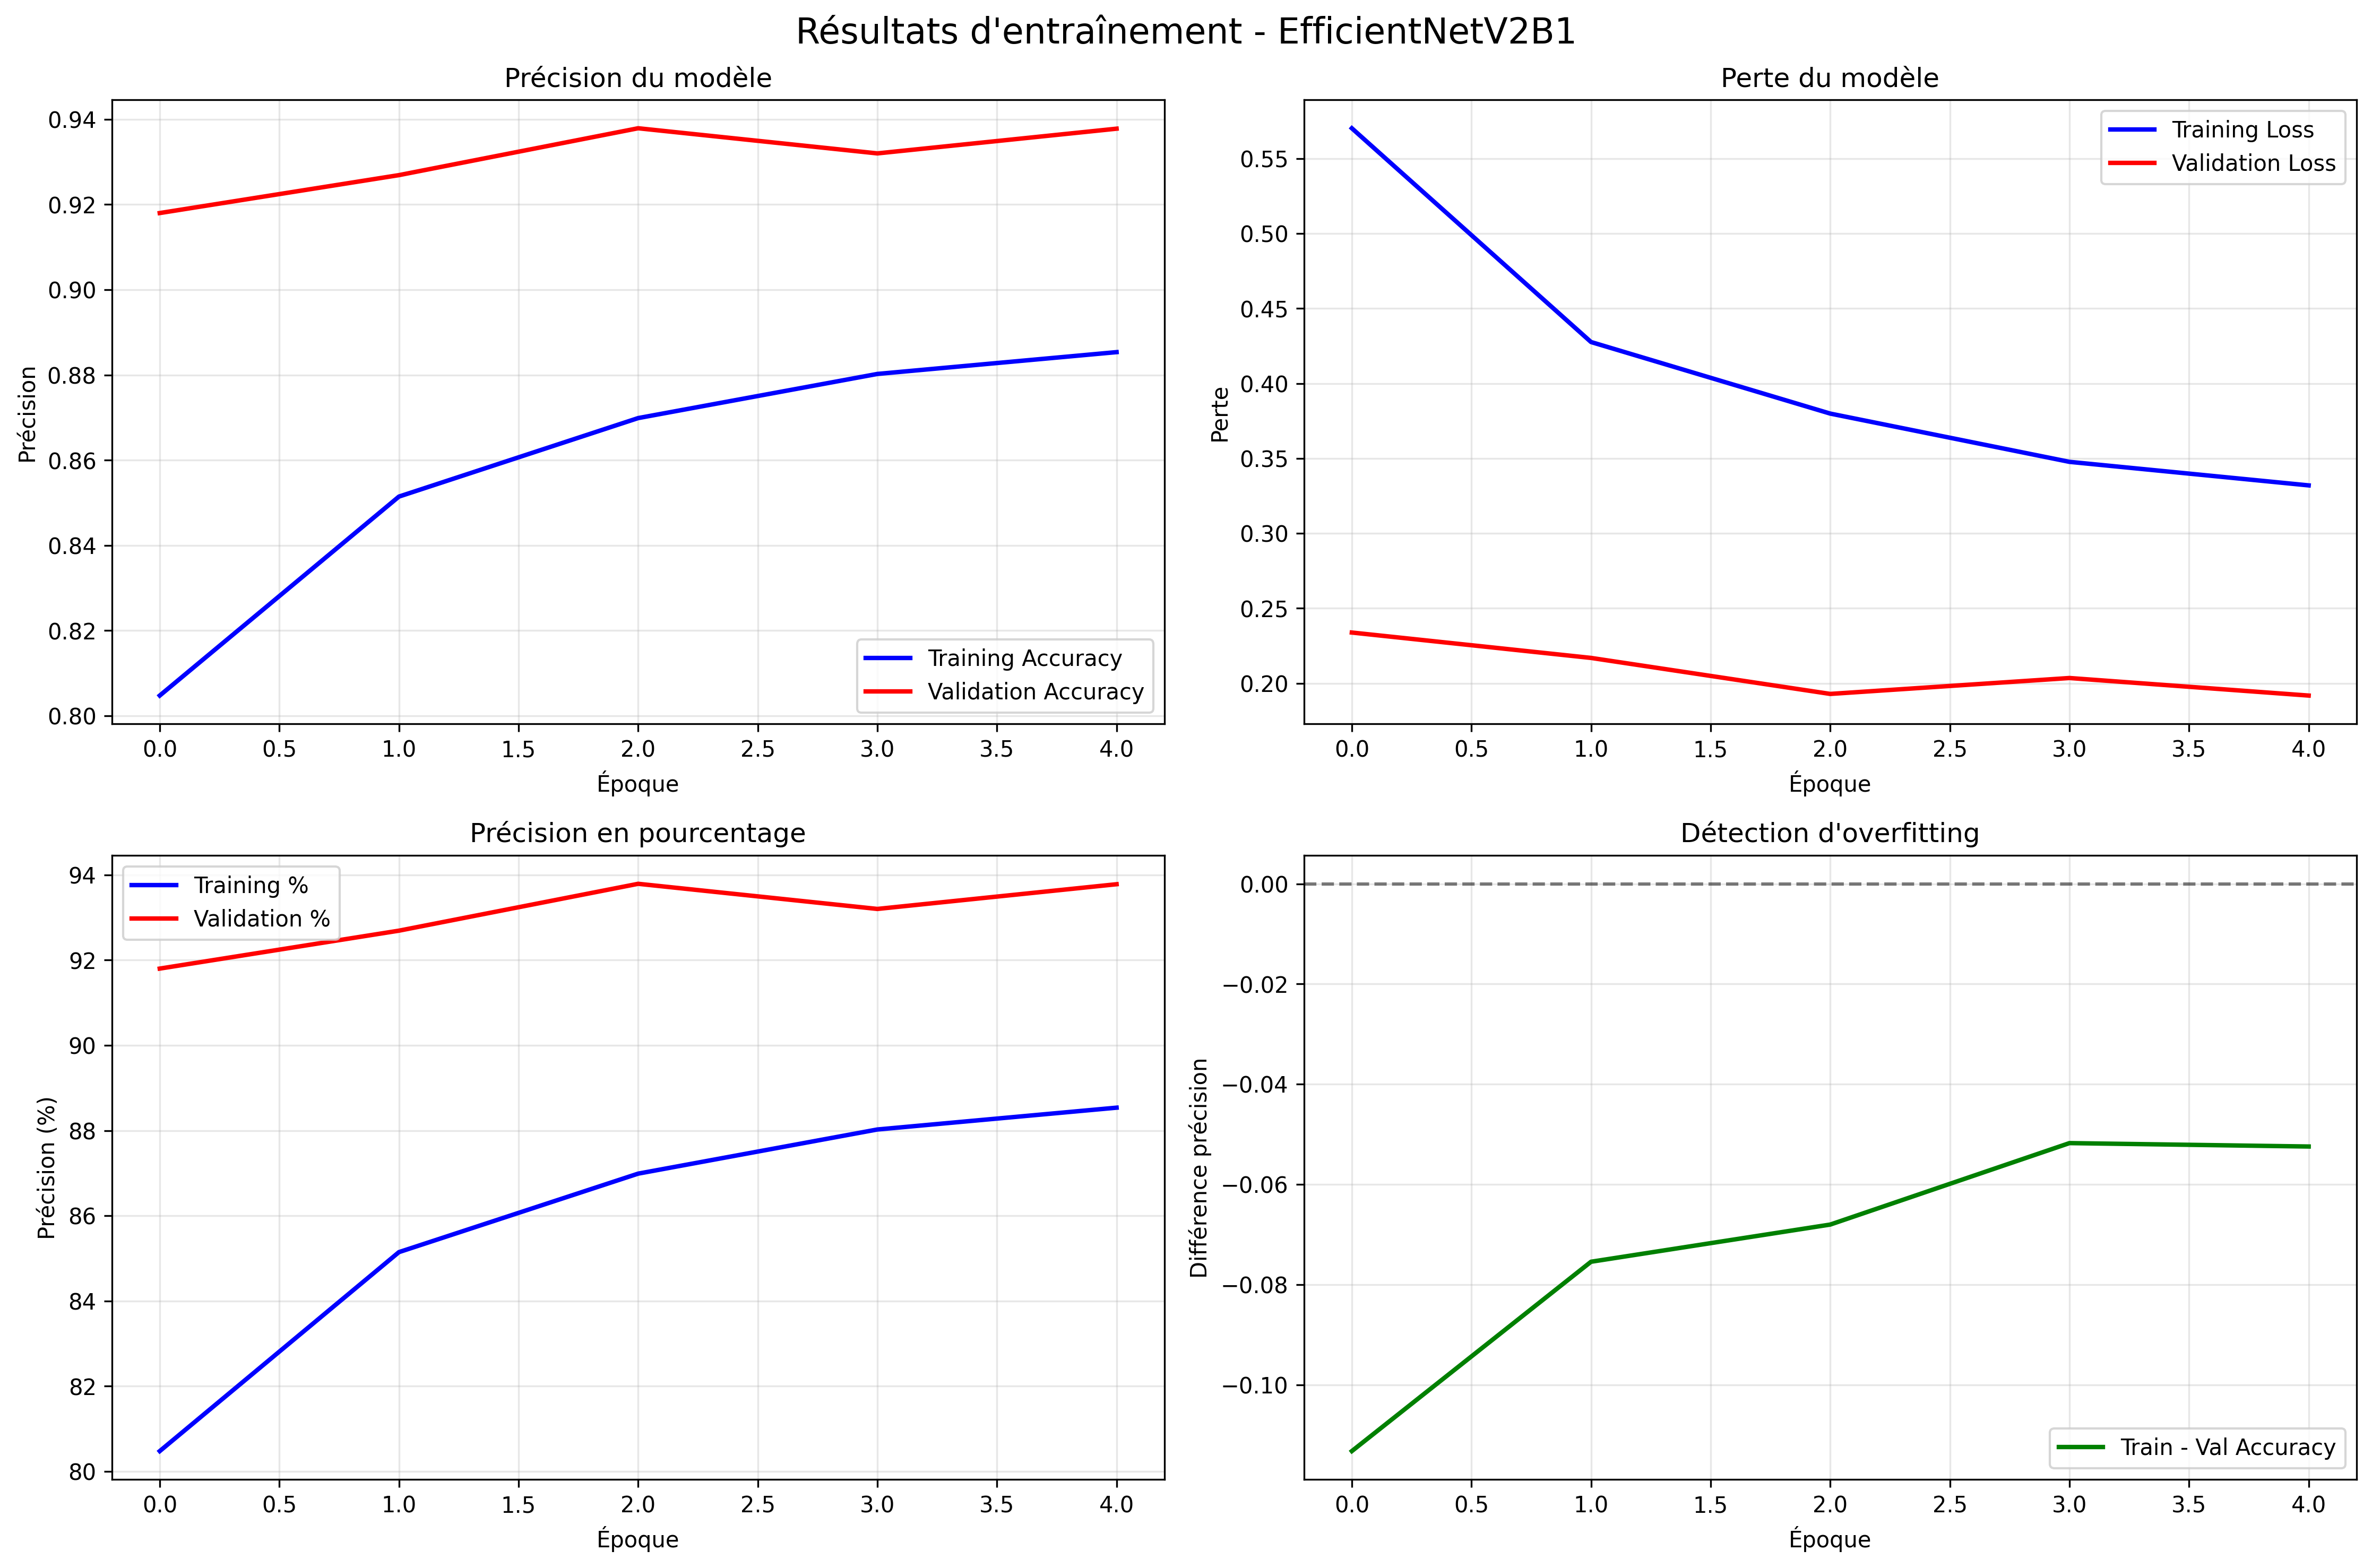 Résultats d'entraînement - EfficientNetV2B1
Précision du modèle
0.94
0.92
0.90
0.88
0.86
0.84
0.82
0.80
Précision
Training Accuracy
Validation Accuracy
0.0 0.5 1.0 1.5 2.0 2.5 3.0 3.5 4.0
Époque
Perte du modèle
0.55
0.50
0.45
0.40
0.35
0.30
0.25
0.20
Perte
Training Loss
Validation Loss
0.0 0.5 1.0 1.5 2.0 2.5 3.0 3.5 4.0
Époque
Précision en pourcentage
94
92
90
88
86
84
82
80
Précision (%)
Training %
Validation %
0.0 0.5 1.0 1.5 2.0 2.5 3.0 3.5 4.0
Époque
Détection d'overfitting
0.00
−0.02
−0.04
−0.06
−0.08
−0.10
Différence précision
Train - Val Accuracy
0.0 0.5 1.0 1.5 2.0 2.5 3.0 3.5 4.0
Époque